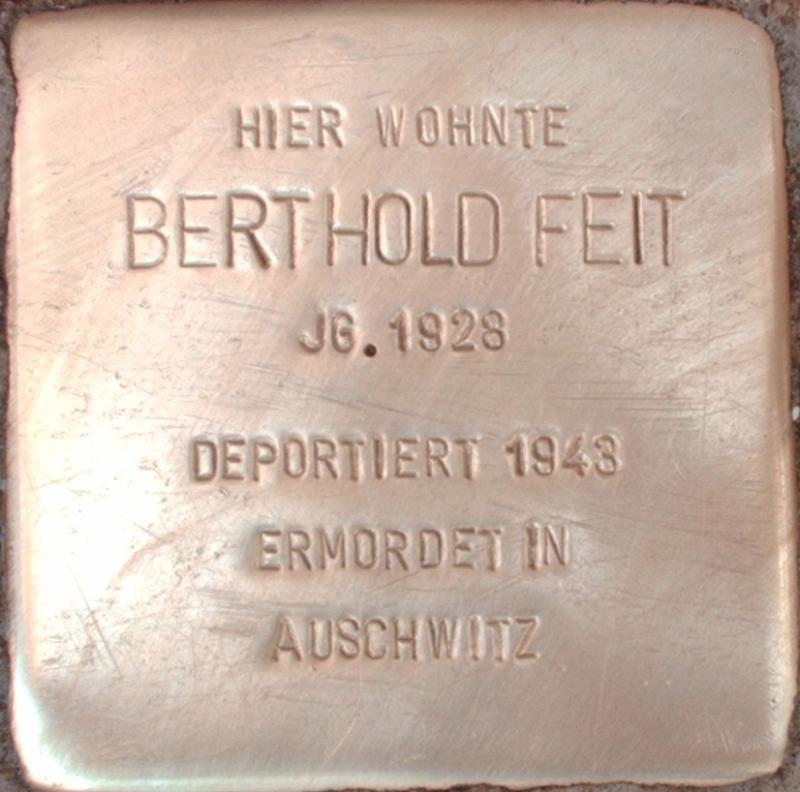 HIER WOHNTE
BERTHOLD FEIT
JG. 1928
DEPORTIERT 1943
ERMORDET IN
AUSCHWITZ